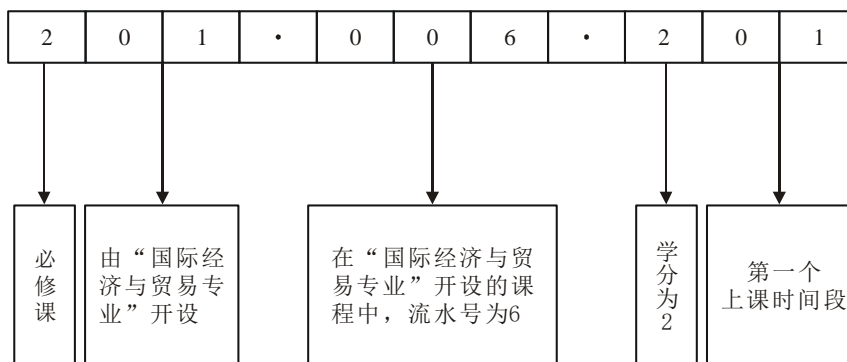 2 0 1 · 0 0 6 · 2 0 1
必修课
由“国际经
济与贸易专
业”开设
在“国际经济与贸
易专业”开设的课
程中，流水号为6
学分为2
第一个
上课时间段